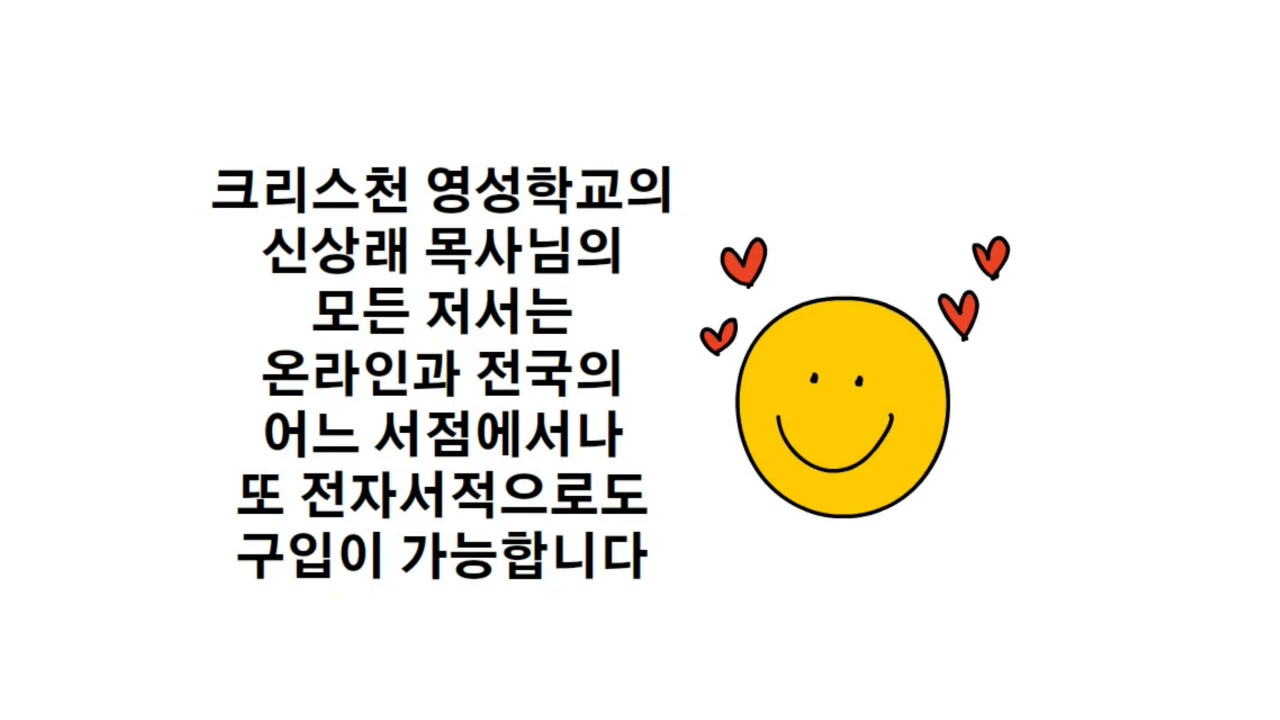 크리스천 영성학교의
신상래 목사님의
모든 저서는
온라인과 전국의
어느 서점에서나
또 전자서적으로도
구입이 가능합니다